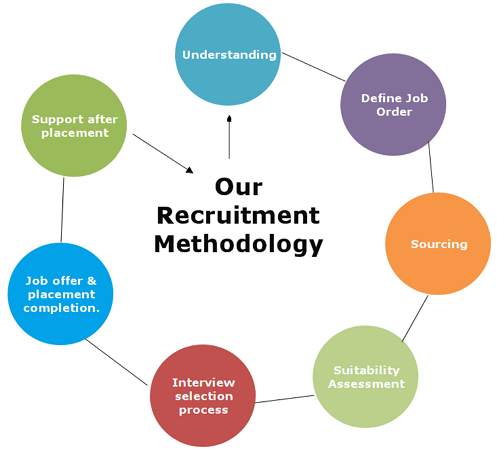 Understanding
Define Job
Order
Sourcing
Suitability
Assessment
Interview
selection
process
Job offer &
placement
completion.
Support after
placement
Our
Recruitment
Methodology